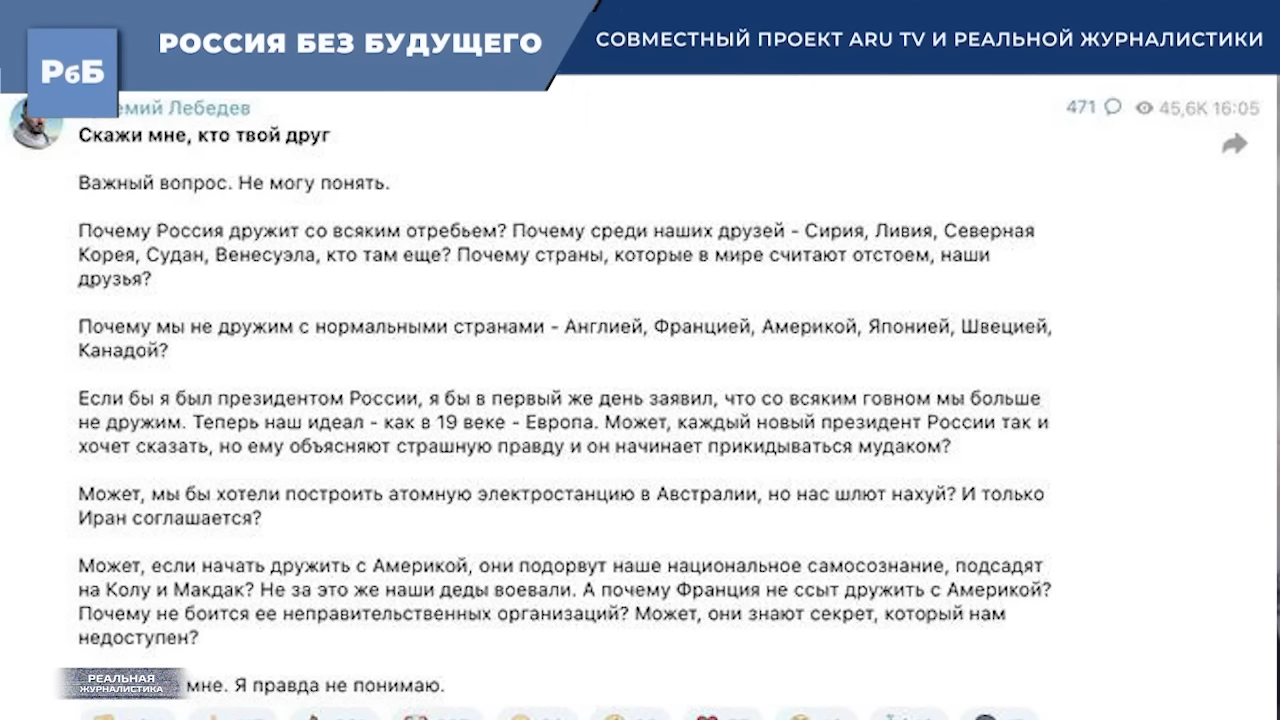 РОССИЯ БЕЗ БУДУЩЕГО
СОВМЕСТНЫЙ ПРОЕКТ ARU TV И РЕАЛЬНОЙ ЖУРНАЛИСТИКИ
РбБ
Лебедев
471 45,6K 16:05
Скажи мне, кто твой друг
Важный вопрос. Не могу понять.
Почему Россия дружит со всяким отребьем? Почему среди наших друзей - Сирия, Ливия, Северная
Корея, Судан, Венесуэла, кто там еще? Почему страны, которые в мире считают отстоем, наши
друзья?
Почему мы не дружим с нормальными странами - Англией, Францией, Америкой, Японией, Швецией,
Канадой?
Если бы я был президентом России, я бы в первый же день заявил, что со всяким говном мы больше
не дружим. Теперь наш идеал - как в 19 веке - Европа. Может, каждый новый президент России так и
хочет сказать, но ему объясняют страшную правду и он начинает прикидываться мудаком?
Может, мы бы хотели построить атомную электростанцию в Австралии, но нас шлют нахуй? И только
Иран соглашается?
Может, если начать дружить с Америкой, они подорвут наше национальное самосознание, подсадят
на Колу и Макдак? Не за это же наши деды воевали. А почему Франция не ссыт дружить с Америкой?
Почему не боится ее неправительственных организаций? Может, они знают секрет, который нам
недоступен?
мне. Я правда не понимаю.
РЕАЛЬНАЯ
ЖУРНАЛИСТИКА